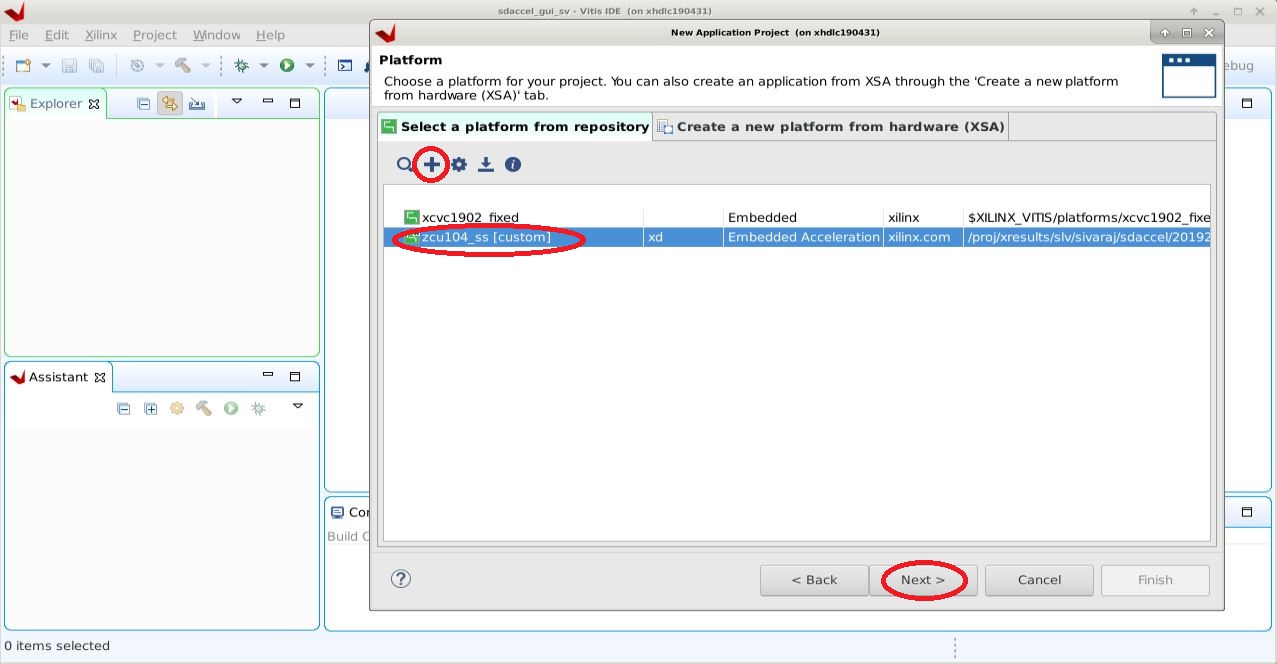 sdaccel_gui_sv - Vitis IDE (on xhdlc190431)
File Edit Xilinx Project Window Help
New Application Project (on xhdlc190431)
Platform
Choose a platform for your project. You can also create an application from XSA through the 'Create a new platform
from hardware (XSA)' tab.
Explorer
ebug
Select a platform from repository
Create a new platform from hardware (XSA)
xcvc1902_fixed Embedded xilinx $XILINX_VITIS/platforms/xcvc1902_fixe
zcu104_ss [custom] xd Embedded Acceleration xilinx.com /proj/xresults/slv/sivaraj/sdaccel/20192
Assistant
Cor
Build C
< Back
Next >
Cancel
Finish
0 items selected